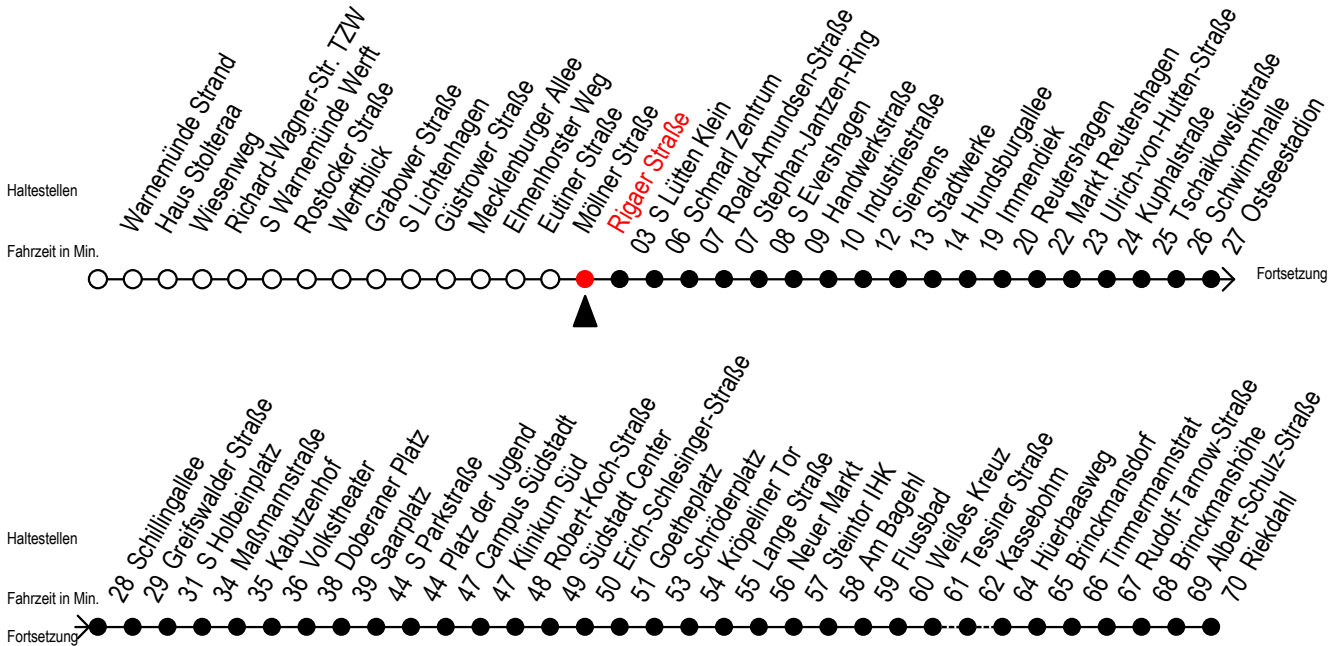 Haltestellen
Warnemünde Strand
Haus Stolteraa
Wiesenweg
Richard-Wagner-Str. TZW
S Warnemünde Werft
Rostocker Straße
Werftblick
Grabower Straße
S Lichtenhagen
Güstrower Straße
Mecklenburger Allee
Elmenhorster Weg
Eutiner Straße
Möllner Straße
Rigaer Straße
Fahrzeit in Min.
03 S Lütten Klein
06 Schmarl Zentrum
07 Roald-Amundsen-Straße
07 Stephan-Jantzen-Ring
08 S Evershagen
09 Handwerkstraße
10 Industriestraße
12 Siemens
13 Stadtwerke
14 Hundsburgallee
19 Immendiek
20 Reutershagen
22 Markt Reutershagen
23 Ulrich-von-Hutten-Straße
24 Kuphalstraße
25 Tschaikowskistraße
26 Schwimmhalle
27 Ostseestadion
Fortsetzung
Haltestellen
Fahrzeit in Min.
Fortsetzung
28 Schillingallee
29 Greifswalder Straße
31 S Holbeinplatz
34 Maßmannstraße
35 Kabutzenhof
36 Volkstheater
38 Doberaner Platz
39 Saarplatz
44 S Parkstraße
44 Platz der Jugend
47 Campus Südstadt
47 Klinikum Süd
48 Robert-Koch-Straße
49 Südstadt Center
50 Erich-Schlesinger-Straße
51 Goetheplatz
53 Schröderplatz
54 Kröpeliner Tor
55 Lange Straße
56 Neuer Markt
57 Steintor IHK
58 Am Bagehl
59 Flussbad
60 Weißes Kreuz
61 Tessiner Straße
62 Kassebohm
64 Hüerbaasweg
65 Brinckmansdorf
66 Timmermannstrat
67 Rudolf-Tarnow-Straße
68 Brinckmanshöhe
69 Albert-Schulz-Straße
70 Riekdahl